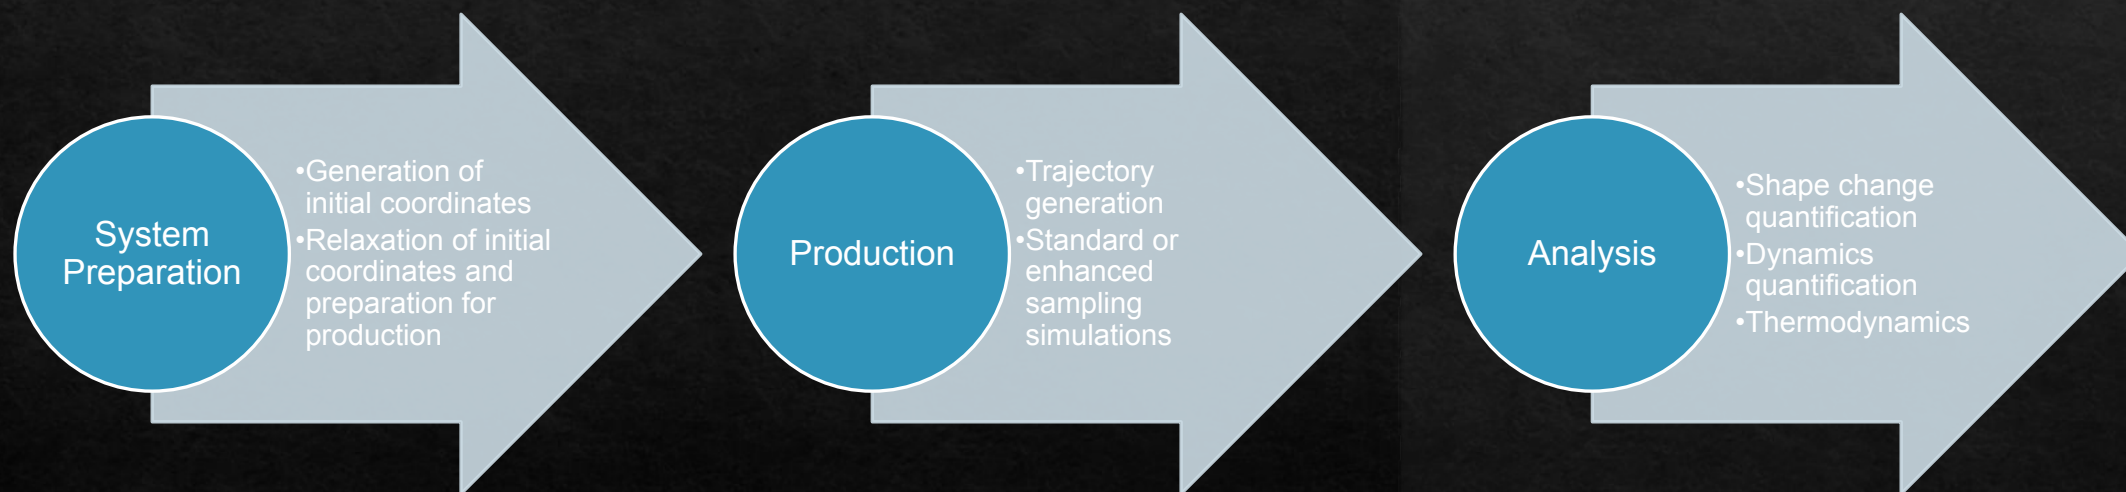 System
Preparation
•Generation of
initial coordinates
•Relaxation of initial
coordinates and
preparation for
production
Production
•Trajectory
generation
•Standard or
enhanced
sampling
simulations
Analysis
•Shape change
quantification
•Dynamics
quantification
•Thermodynamics